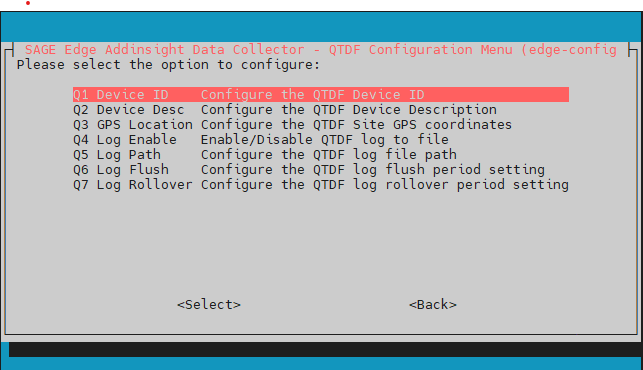 SAGE Edge Addinsight Data Collector - QTDF Configuration Menu (edge-config
Please select the option to configure:
Q1 Device ID Configure the QTDF Device ID
Q2 Device Desc Configure the QTDF Device Description
Q3 GPS Location Configure the QTDF Site GPS coordinates
Q4 Log Enable Enable/Disable QTDF log to file
Q5 Log Path Configure the QTDF log file path
Q6 Log Flush Configure the QTDF log flush period setting
Q7 Log Rollover Configure the QTDF log rollover period setting
<Select> <Back>